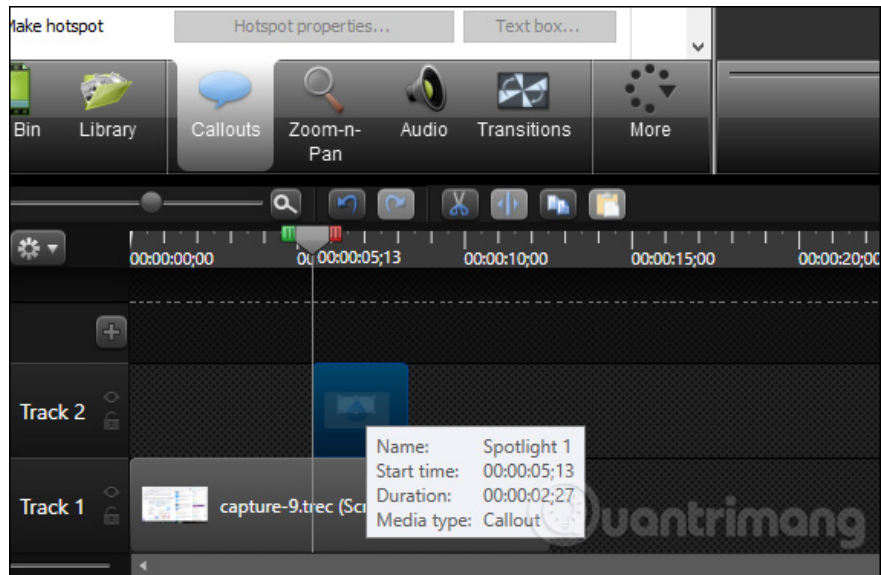 Make hotspot Hotspot properties... Text box...
Bin Library Callouts Zoom-n- Audio Transitions More
Pan
00:00:00;00 00:00:05;13 00:00:10;00 00:00:15;00 00:00:20;00
Track 2
Name: Spotlight 1
Start time: 00:00:05;13
Duration: 00:00:02;27
Media type: Callout
Track 1 capture-9.trec (Scr
Quantrimang